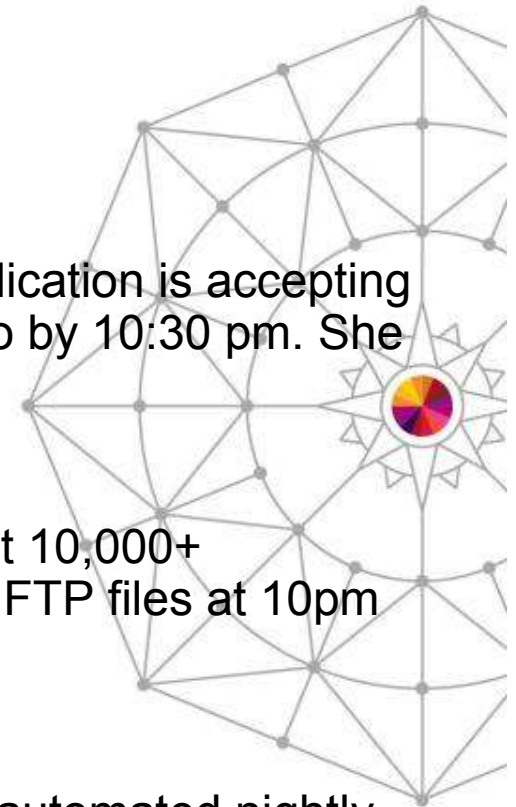 lication is accepting
o by 10:30 pm. She
t 10,000+
FTP files at 10pm
automated nightly